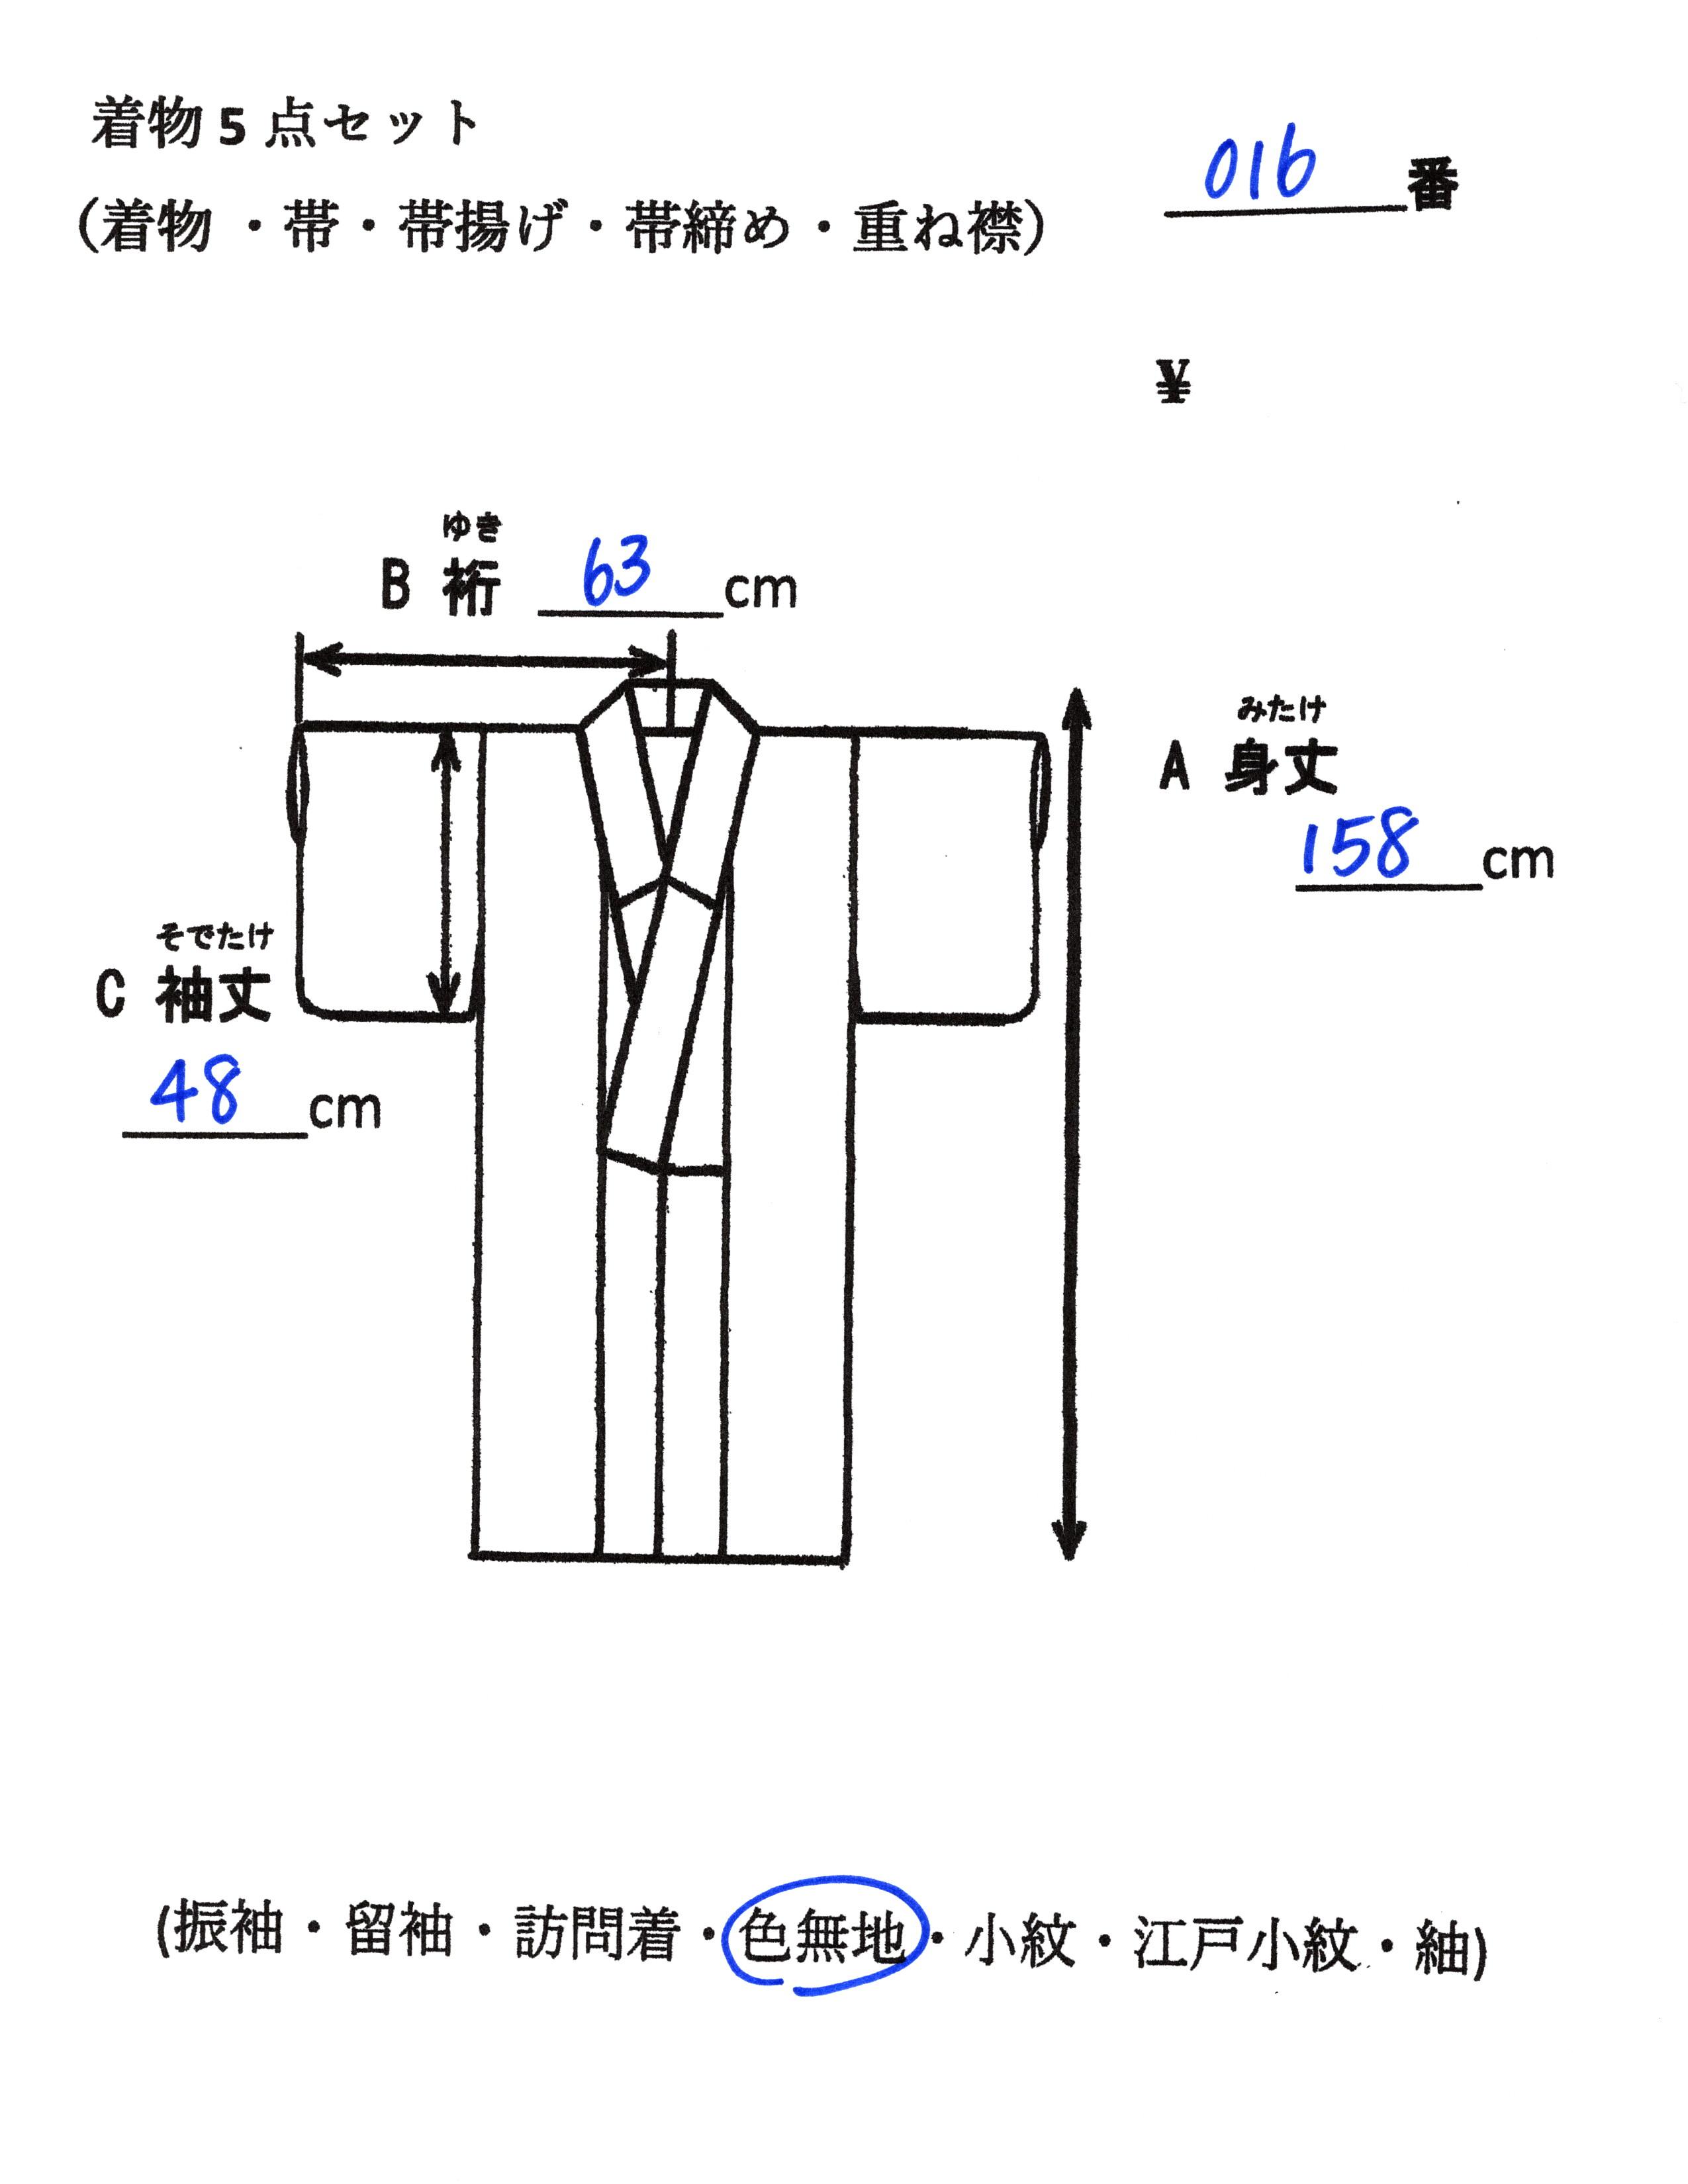 着物 5 点セット
(着物 ・帯・帯揚げ・帯締め・重ね襟)
016 番
¥
ゆき
B 裄 63 cm
みたけ
A 身丈
158 cm
そでたけ
C 袖丈
48 cm
(振袖・留袖・訪問着・色無地・小紋・江戸小紋・紬)